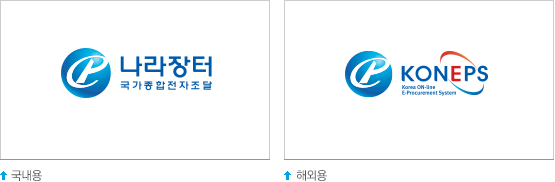 나라장터
국가종합전자조달
KONEPS
Korea ON-line
E-Procurement System
국내용
해외용